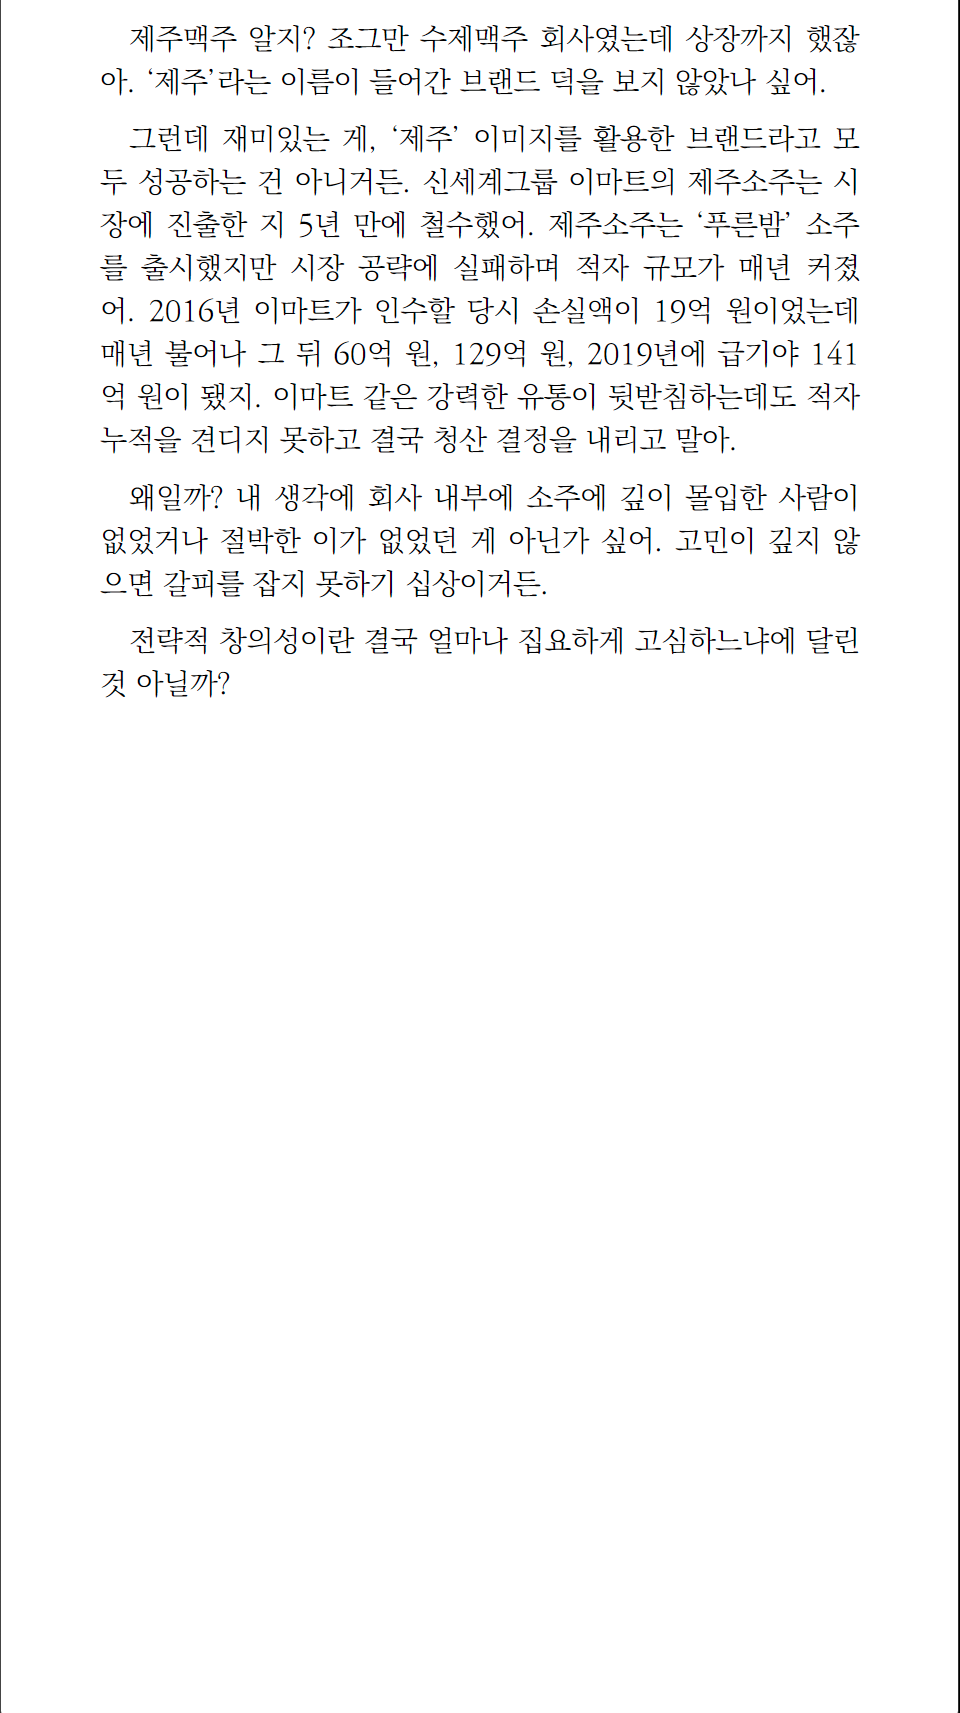 제주맥주 알지? 조그만 수제맥주 회사였는데 상장까지 했잖
아. ‘제주’라는 이름이 들어간 브랜드 덕을 보지 않았나 싶어.
그런데 재미있는 게, ‘제주’ 이미지를 활용한 브랜드라고 모
두 성공하는 건 아니거든. 신세계그룹 이마트의 제주소주는 시
장에 진출한 지 5년 만에 철수했어. 제주소주는 ‘푸른밤’ 소주
를 출시했지만 시장 공략에 실패하며 적자 규모가 매년 커졌
어. 2016년 이마트가 인수할 당시 손실액이 19억 원이었는데
매년 불어나 그 뒤 60억 원, 129억 원, 2019년에 급기야 141
억 원이 됐지. 이마트 같은 강력한 유통이 뒷받침하는데도 적자
누적을 견디지 못하고 결국 청산 결정을 내리고 말아.
왜일까? 내 생각에 회사 내부에 소주에 깊이 몰입한 사람이
없었거나 절박한 이가 없었던 게 아닌가 싶어. 고민이 깊지 않
으면 갈피를 잡지 못하기 십상이거든.
전략적 창의성이란 결국 얼마나 집요하게 고심하느냐에 달린
것 아닐까?